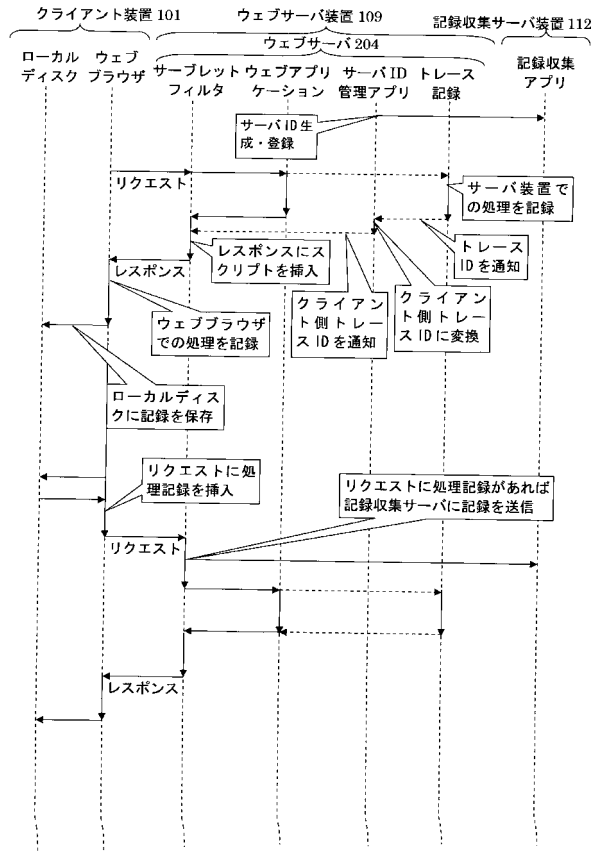 クライアント装置 101
ウェブサーバ装置 109
記録収集サーバ装置 112
ウェブサーバ 204
ローカル
ディスク
ウェブ
ブラウザ
サーブレット
フィルタ
ウェブアプリ
ケーション
サーバ ID
管理アプリ
トレース
記録
記録収集
アプリ
サーバ ID 生
成・登録
リクエスト
サーバ装置で
の処理を記録
レスポンスにス
クリプトを挿入
トレース
ID を通知
レスポンス
ウェブブラウザ
での処理を記録
クライアン
ト側トレー
ス ID を通知
クライアン
ト側トレー
ス ID に変換
ローカルディス
クに記録を保存
リクエストに処
理記録を挿入
リクエストに処理記録があれば
記録収集サーバに記録を送信
リクエスト
レスポンス